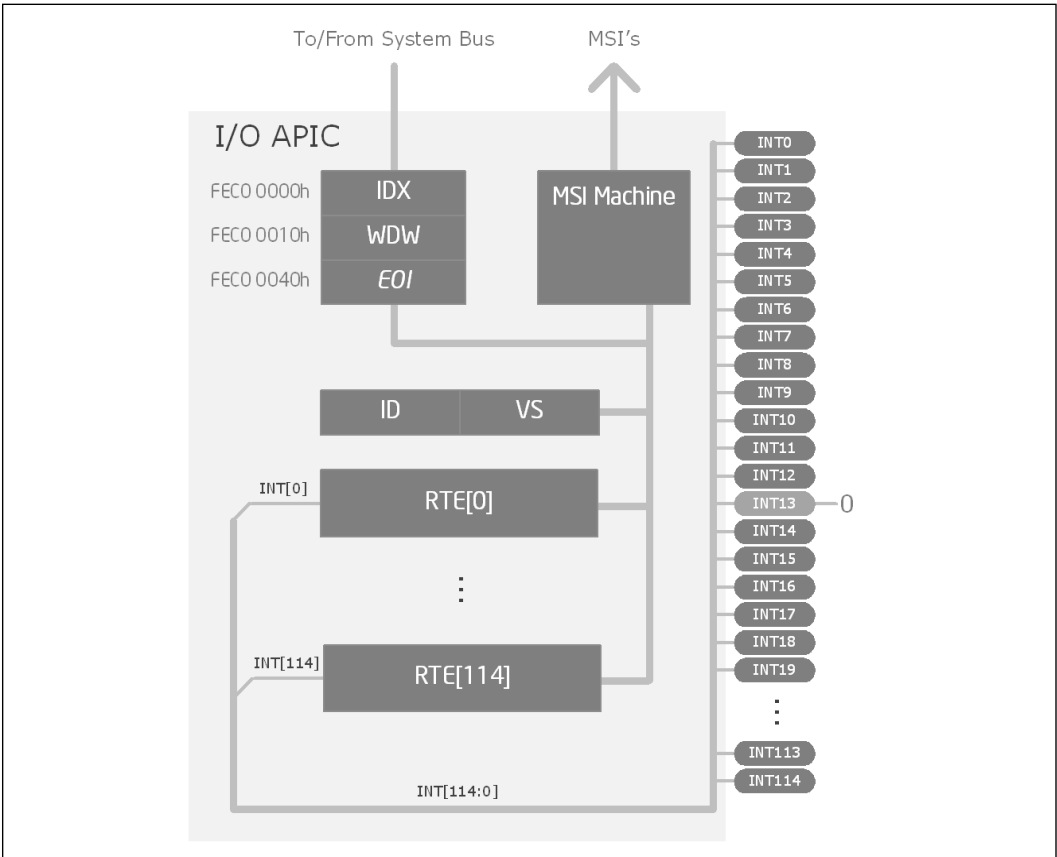 To/From System Bus
MSI's
I/O APIC
FEC0 0000h
IDX
FEC0 0010h
WDW
FEC0 0040h
EOI
MSI Machine
ID
VS
INT[0]
RTE[0]
⋮
INT[114]
RTE[114]
INT[114:0]
INT0
INT1
INT2
INT3
INT4
INT5
INT6
INT7
INT8
INT9
INT10
INT11
INT12
INT13
0
INT14
INT15
INT16
INT17
INT18
INT19
⋮
INT113
INT114